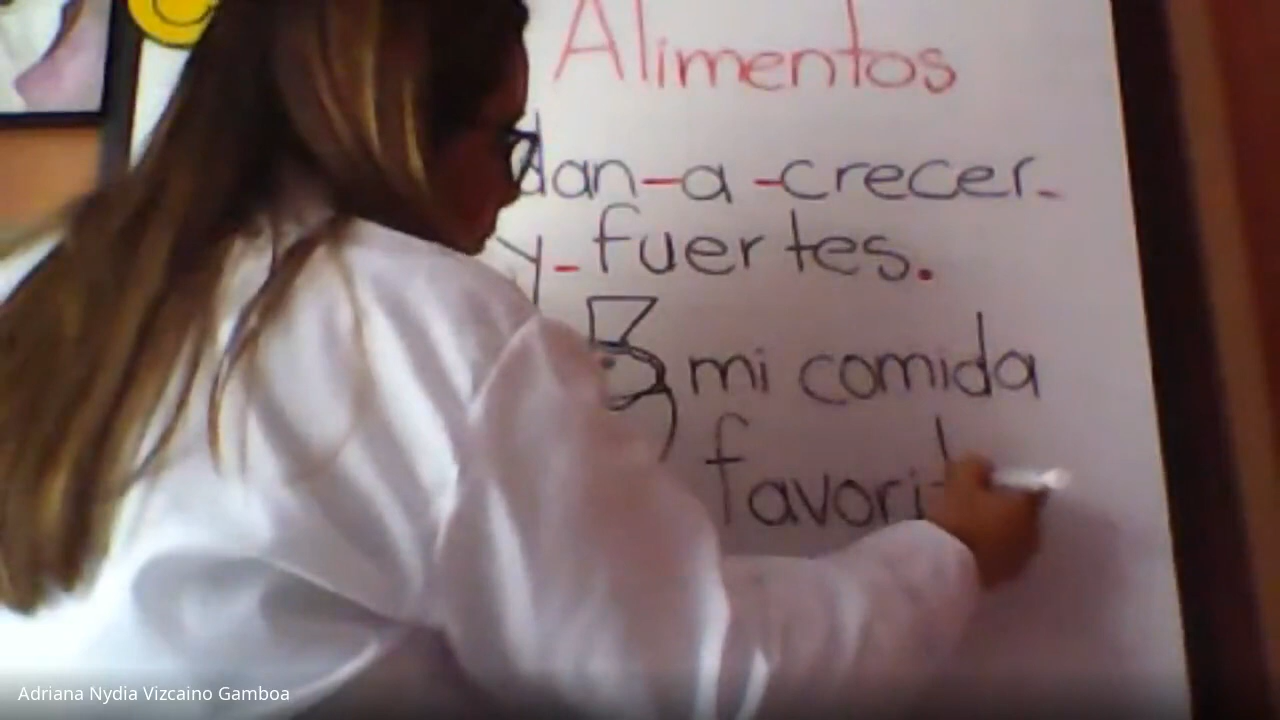 Alimentos
dan-a-crecer-
y-fuertes.
mi comida
favorit
Adriana Nydia Vizcaino Gamboa